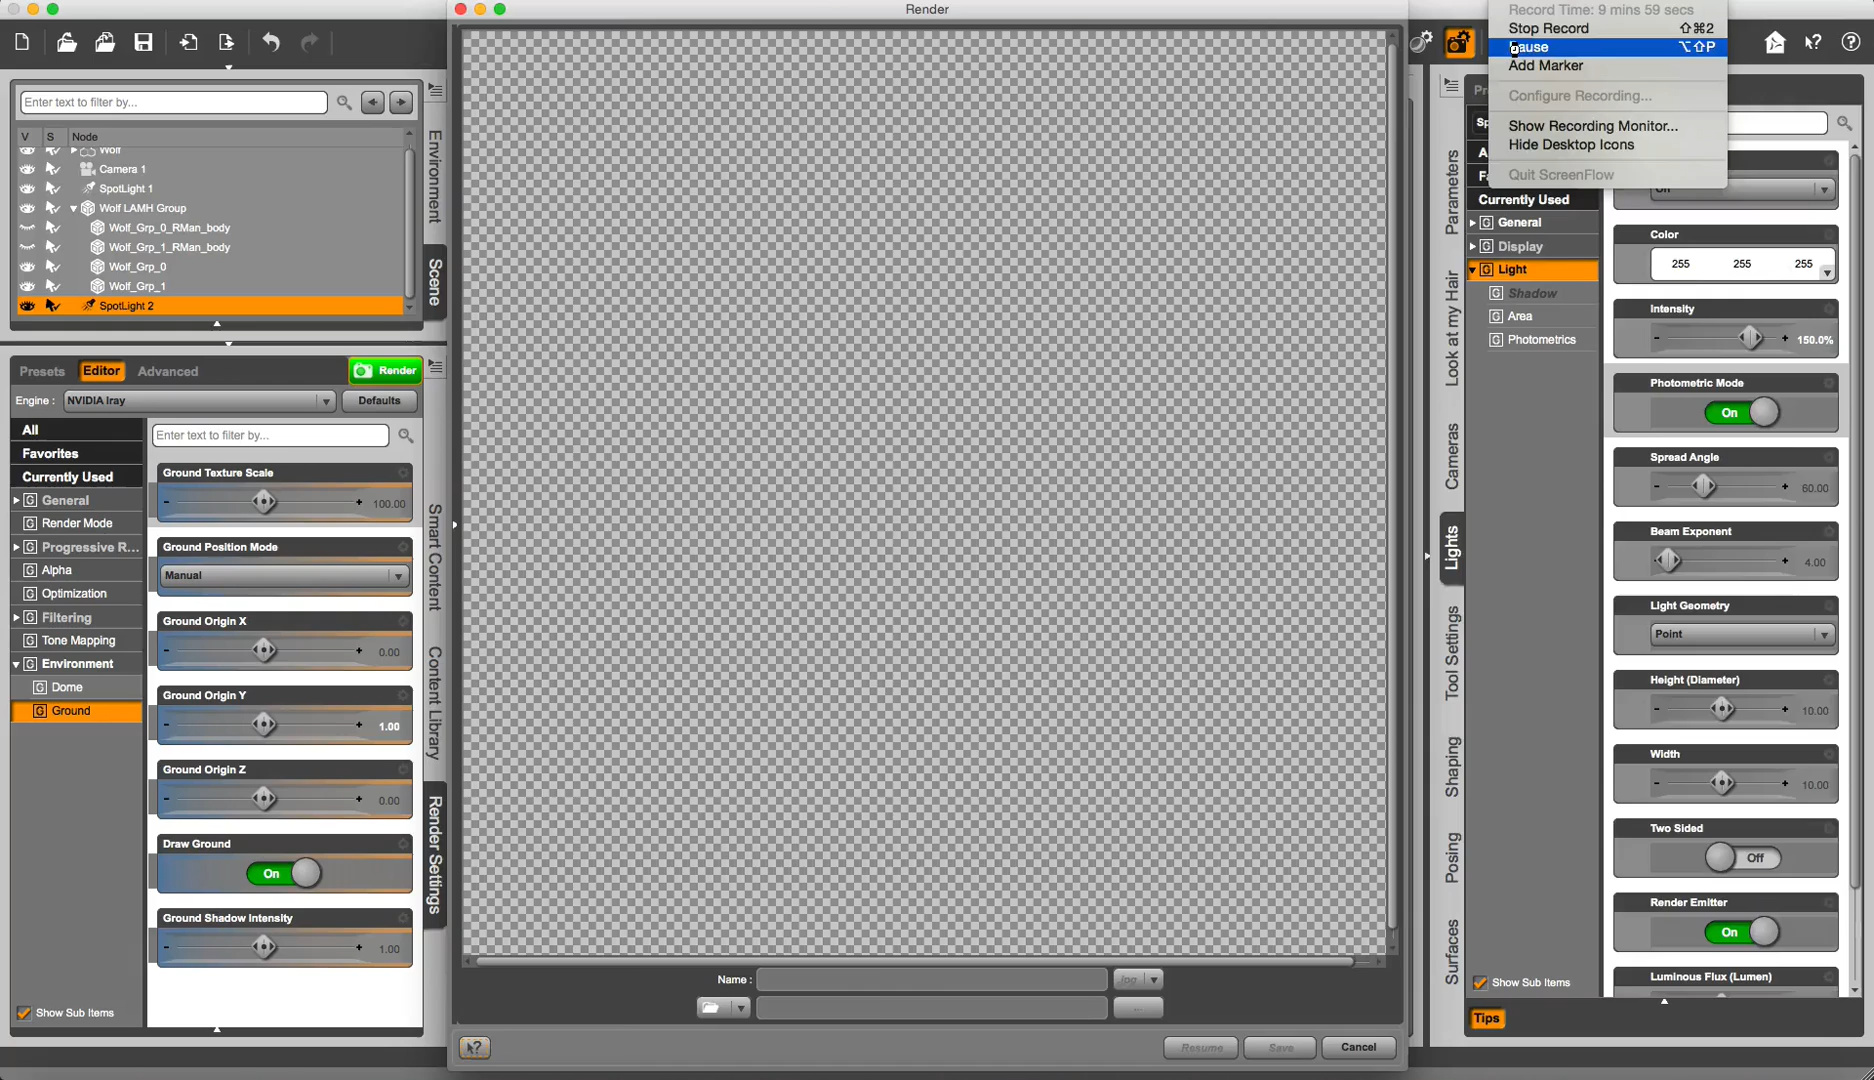 Render
Record Time: 9 mins 59 secs
Stop Record ⇧⌘2
Pause ⌥⇧P
Add Marker
Configure Recording...
Show Recording Monitor...
Hide Desktop Icons
Quit ScreenFlow
Enter text to filter by...
V S Node
Wolf
Camera 1
SpotLight 1
Wolf LAMH Group
Wolf_Grp_0_RMan_body
Wolf_Grp_1_RMan_body
Wolf_Grp_0
Wolf_Grp_1
SpotLight 2
Environment
Scene
Presets Editor Advanced Render
Engine : NVIDIA Iray Defaults
All
Favorites
Currently Used
General
Render Mode
Progressive R...
Alpha
Optimization
Filtering
Tone Mapping
Environment
Dome
Ground
Show Sub Items
Enter text to filter by...
Ground Texture Scale
100.00
Ground Position Mode
Manual
Ground Origin X
0.00
Ground Origin Y
1.00
Ground Origin Z
0.00
Draw Ground
On
Ground Shadow Intensity
1.00
Smart Content
Content Library
Render Settings
Name :
.jpg
...
Resume Save Cancel
Parameters
Look at my Hair
Cameras
Lights
Tool Settings
Shaping
Posing
Surfaces
Currently Used
General
Display
Light
Shadow
Area
Photometrics
Show Sub Items
Tips
Color
255 255 255
Intensity
150.0%
Photometric Mode
On
Spread Angle
60.00
Beam Exponent
4.00
Light Geometry
Point
Height (Diameter)
10.00
Width
10.00
Two Sided
Off
Render Emitter
On
Luminous Flux (Lumen)